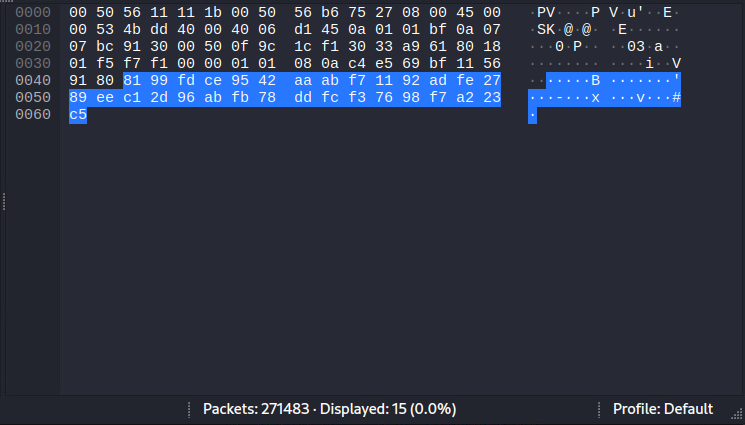 0000 00 50 56 11 11 1b 00 50 56 b6 75 27 08 00 45 00 ·PV····P V·u'··E·
0010 00 53 4b dd 40 00 40 06 d1 45 0a 01 01 bf 0a 07 ·SK·@·@· ·E······
0020 07 bc 91 30 00 50 0f 9c 1c f1 30 33 a9 61 80 18 ···0·P·· ··03·a··
0030 01 f5 f7 f1 00 00 01 01 08 0a c4 e5 69 bf 11 56 ········ ····i··V
0040 91 80 81 99 fd ce 95 42 aa ab f7 11 92 ad fe 27 ·······B ·······'
0050 89 ee c1 2d 96 ab fb 78 dd fc f3 76 98 f7 a2 23 ···-···x ···v···#
0060 c5 ·
Packets: 271483 · Displayed: 15 (0.0%) Profile: Default